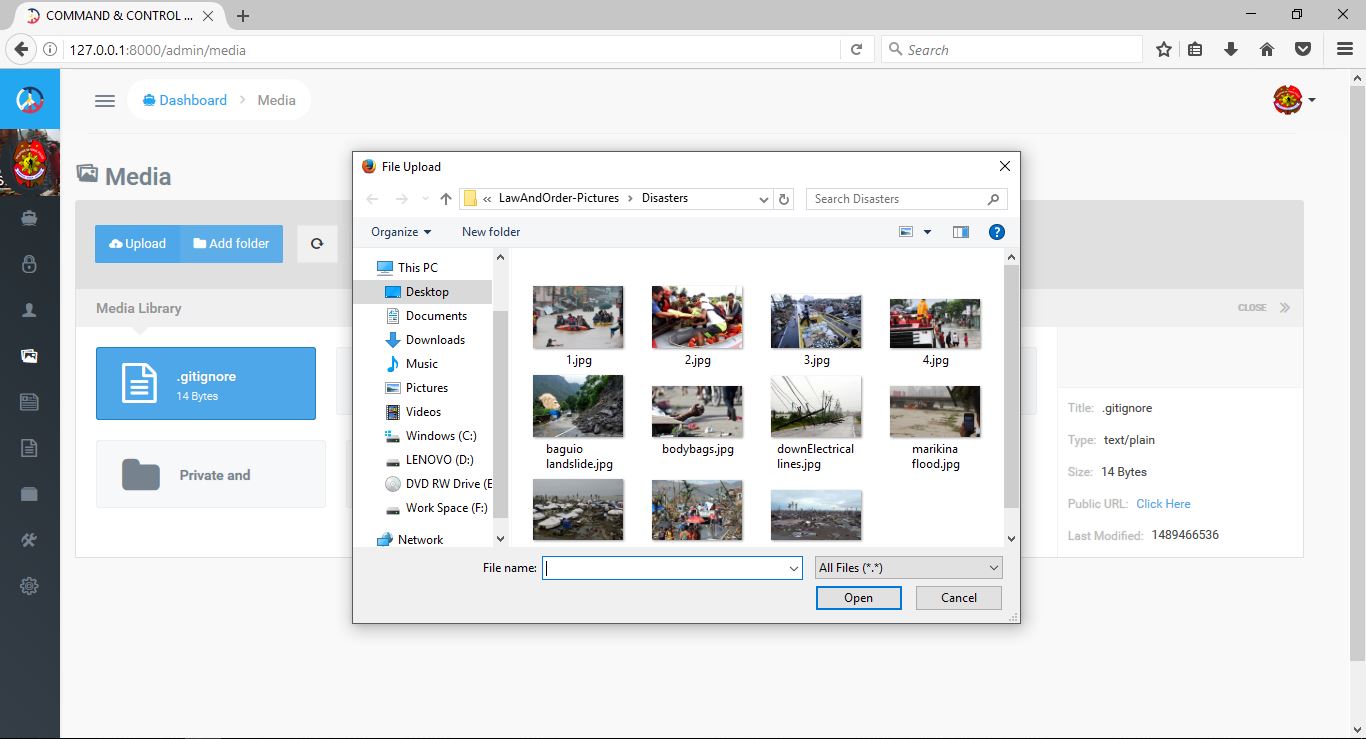 COMMAND & CONTROL ...
127.0.0.1:8000/admin/media
Search
Dashboard
Media
Media
Upload
Add folder
Media Library
CLOSE
.gitignore
14 Bytes
Private and
Title: .gitignore
Type: text/plain
Size: 14 Bytes
Public URL: Click Here
Last Modified: 1489466536
File Upload
« LawAndOrder-Pictures > Disasters
Search Disasters
Organize
New folder
?
This PC
Desktop
Documents
Downloads
Music
Pictures
Videos
Windows (C:)
LENOVO (D:)
DVD RW Drive (E
Work Space (F:)
Network
1.jpg
2.jpg
3.jpg
4.jpg
baguio
landslide.jpg
bodybags.jpg
downElectrical
lines.jpg
marikina
flood.jpg
File name:
All Files (*.*)
Open
Cancel